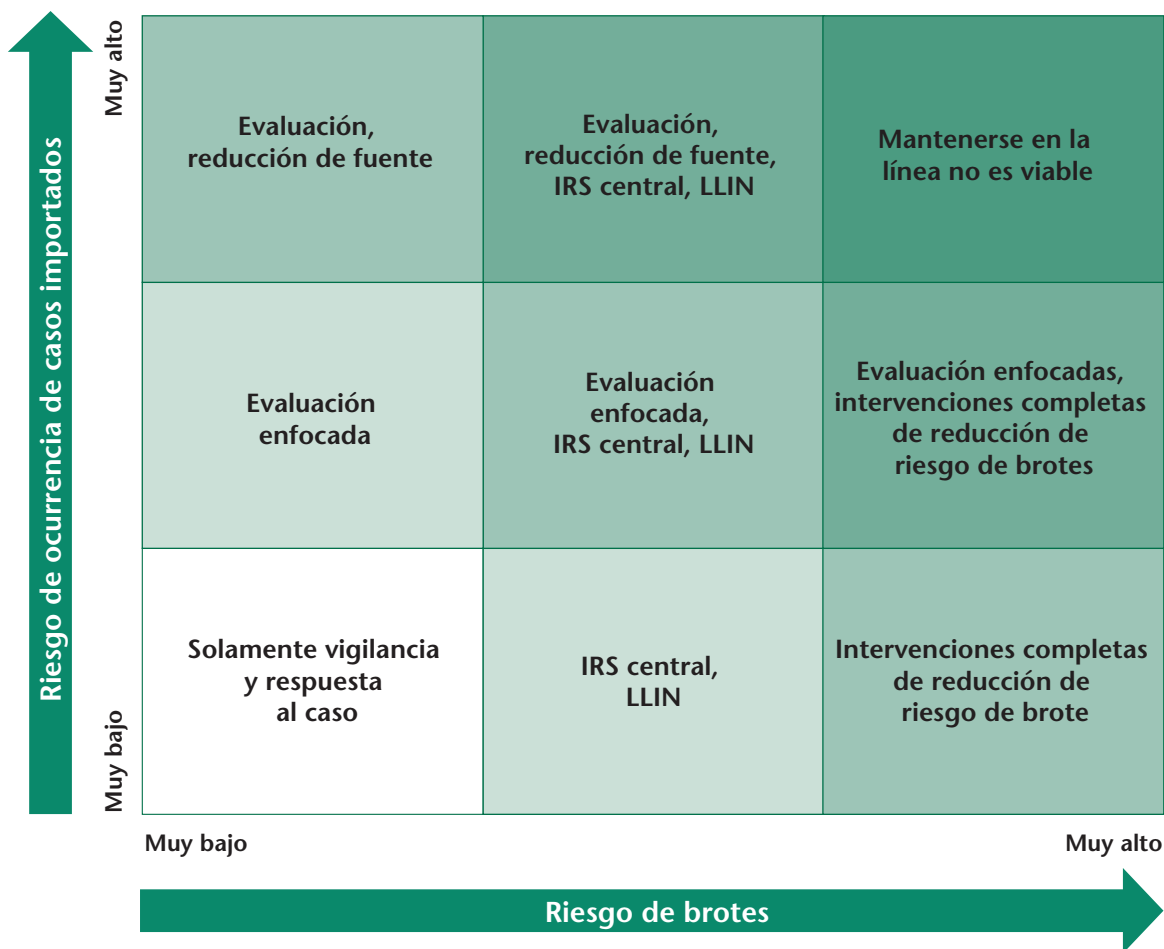 Riesgo de ocurrencia de casos importados
Muy alto
Muy bajo
Evaluación,
reducción de fuente
Evaluación,
reducción de fuente,
IRS central, LLIN
Mantenerse en la
línea no es viable
Evaluación
enfocada
Evaluación
enfocada,
IRS central, LLIN
Evaluación enfocadas,
intervenciones completas
de reducción de
riesgo de brotes
Solamente vigilancia
y respuesta
al caso
IRS central,
LLIN
Intervenciones completas
de reducción de
riesgo de brote
Muy bajo
Muy alto
Riesgo de brotes